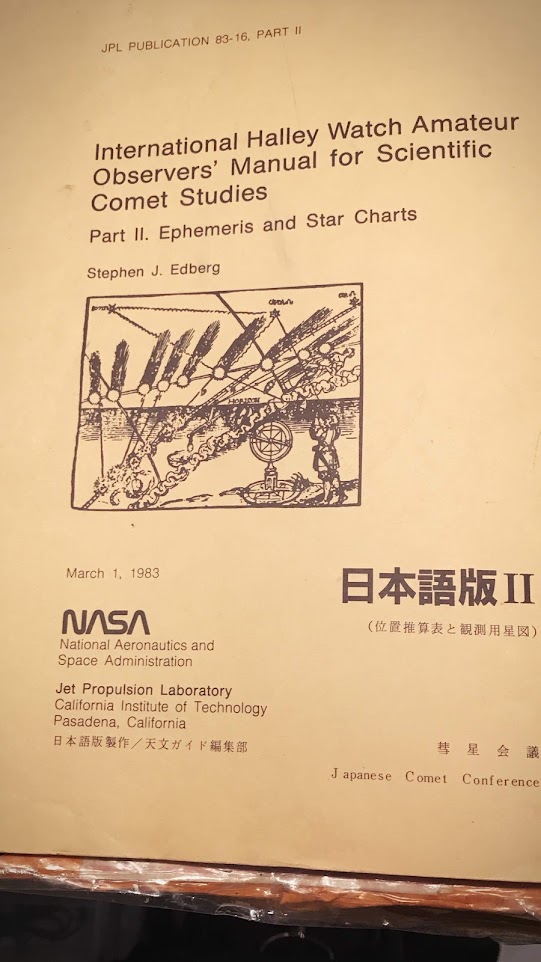 JPL PUBLICATION 83-16, PART II
International Halley Watch Amateur
Observers' Manual for Scientific
Comet Studies
Part II. Ephemeris and Star Charts
Stephen J. Edberg
HORIZON
March 1, 1983
日本語版 II
(位置推算表と観測用星図)
NASA
National Aeronautics and
Space Administration
Jet Propulsion Laboratory
California Institute of Technology
Pasadena, California
日本語版製作/天文ガイド編集部
彗星会議
Japanese Comet Conference